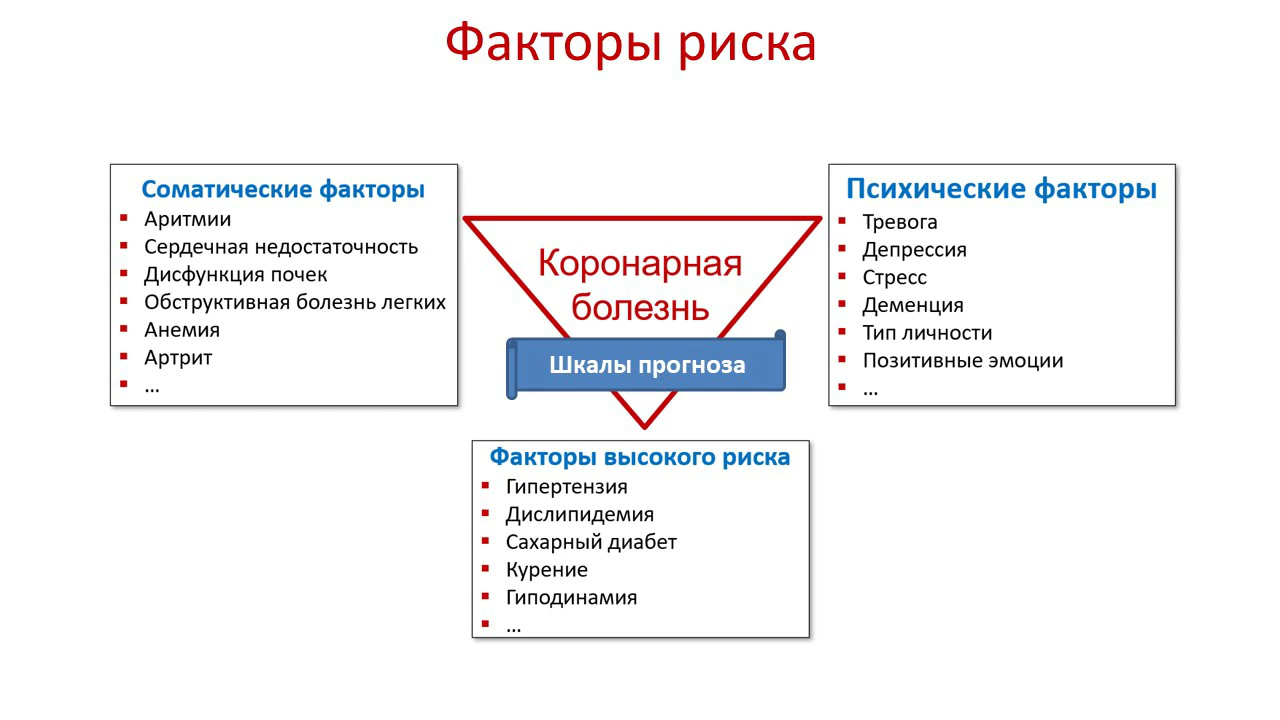 Факторы риска
Соматические факторы
Аритмии
Сердечная недостаточность
Дисфункция почек
Обструктивная болезнь легких
Анемия
Артрит
...
Коронарная
болезнь
Шкалы прогноза
Психические факторы
Тревога
Депрессия
Стресс
Деменция
Тип личности
Позитивные эмоции
...
Факторы высокого риска
Гипертензия
Дислипидемия
Сахарный диабет
Курение
Гиподинамия
...